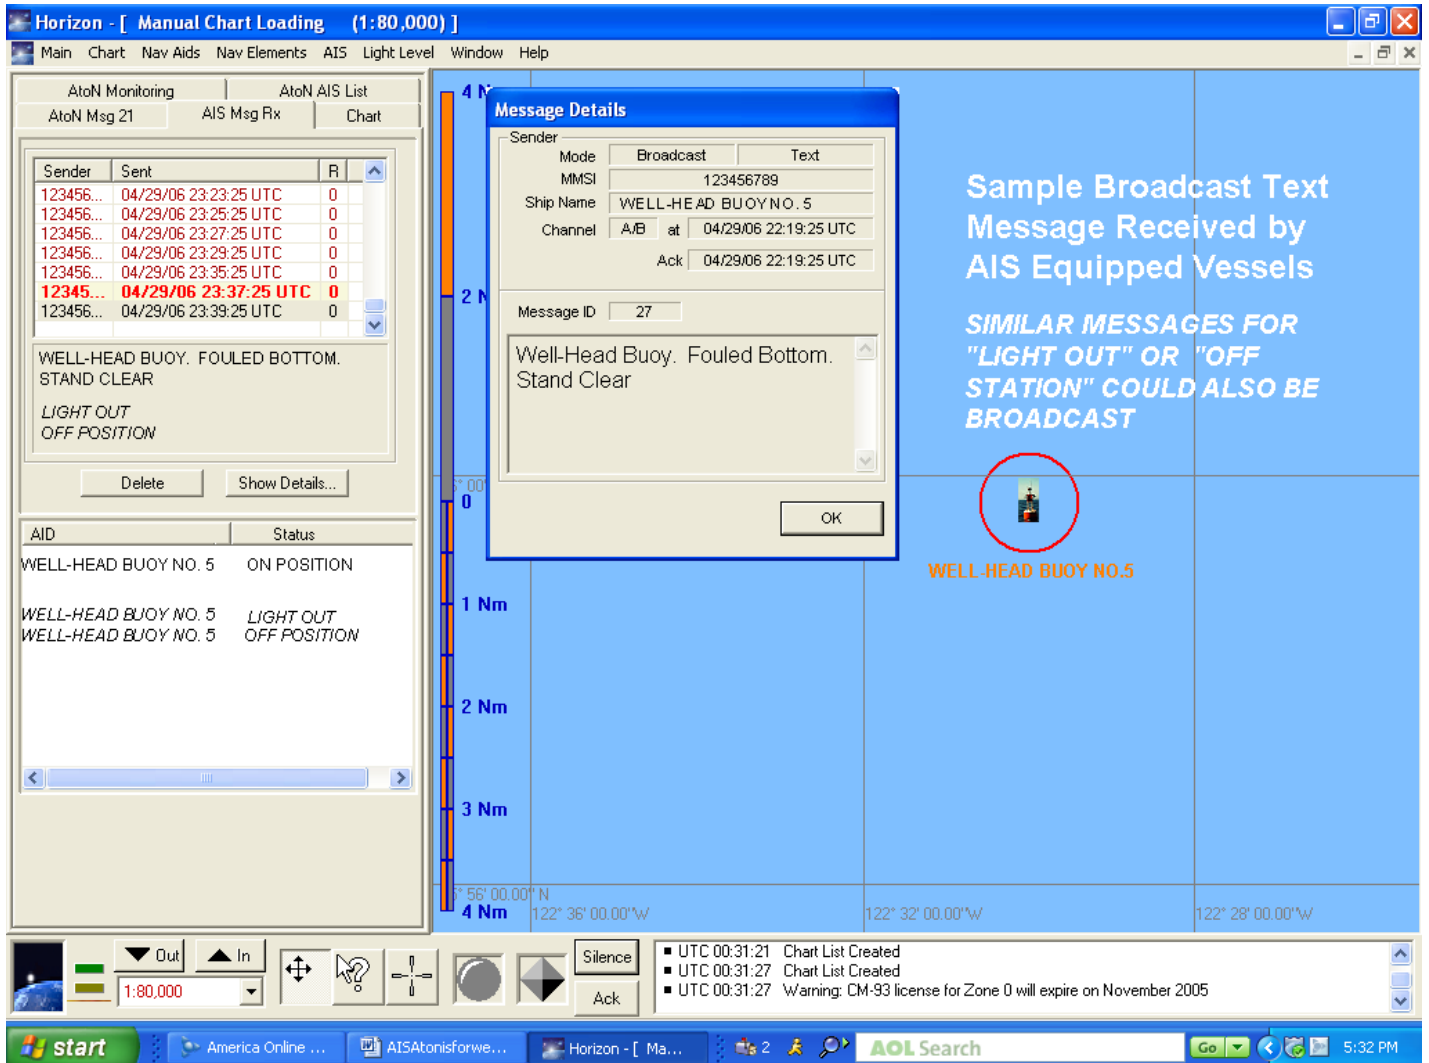 Horizon - [ Manual Chart Loading (1:80,000) ]
Main Chart Nav Aids Nav Elements AIS Light Level Window Help
AtoN Monitoring AtoN AIS List
AtoN Msg 21 AIS Msg Rx Chart
Sender Sent R
123456... 04/29/06 23:23:25 UTC 0
123456... 04/29/06 23:25:25 UTC 0
123456... 04/29/06 23:27:25 UTC 0
123456... 04/29/06 23:29:25 UTC 0
123456... 04/29/06 23:35:25 UTC 0
12345... 04/29/06 23:37:25 UTC 0
123456... 04/29/06 23:39:25 UTC 0
WELL-HEAD BUOY. FOULED BOTTOM.
STAND CLEAR
LIGHT OUT
OFF POSITION
Delete Show Details...
AID Status
WELL-HEAD BUOY NO. 5 ON POSITION
WELL-HEAD BUOY NO. 5 LIGHT OUT
WELL-HEAD BUOY NO. 5 OFF POSITION
4 N
2 N
0
1 Nm
2 Nm
3 Nm
4 Nm
Message Details
Sender
Mode Broadcast Text
MMSI 123456789
Ship Name WELL-HEAD BUOY NO. 5
Channel A/B at 04/29/06 22:19:25 UTC
Ack 04/29/06 22:19:25 UTC
Message ID 27
Well-Head Buoy. Fouled Bottom.
Stand Clear
OK
Sample Broadcast Text
Message Received by
AIS Equipped Vessels
SIMILAR MESSAGES FOR
"LIGHT OUT" OR "OFF
STATION" COULD ALSO BE
BROADCAST
WELL-HEAD BUOY NO.5
° 00'
° 56' 00.00" N
122° 36' 00.00"W 122° 32' 00.00"W 122° 28' 00.00"W
Out In
1:80,000
Silence
Ack
UTC 00:31:21 Chart List Created
UTC 00:31:27 Chart List Created
UTC 00:31:27 Warning: CM-93 license for Zone 0 will expire on November 2005
start America Online ... AISAtonisforwe... Horizon - [ Ma... 2 AOL Search Go 5:32 PM